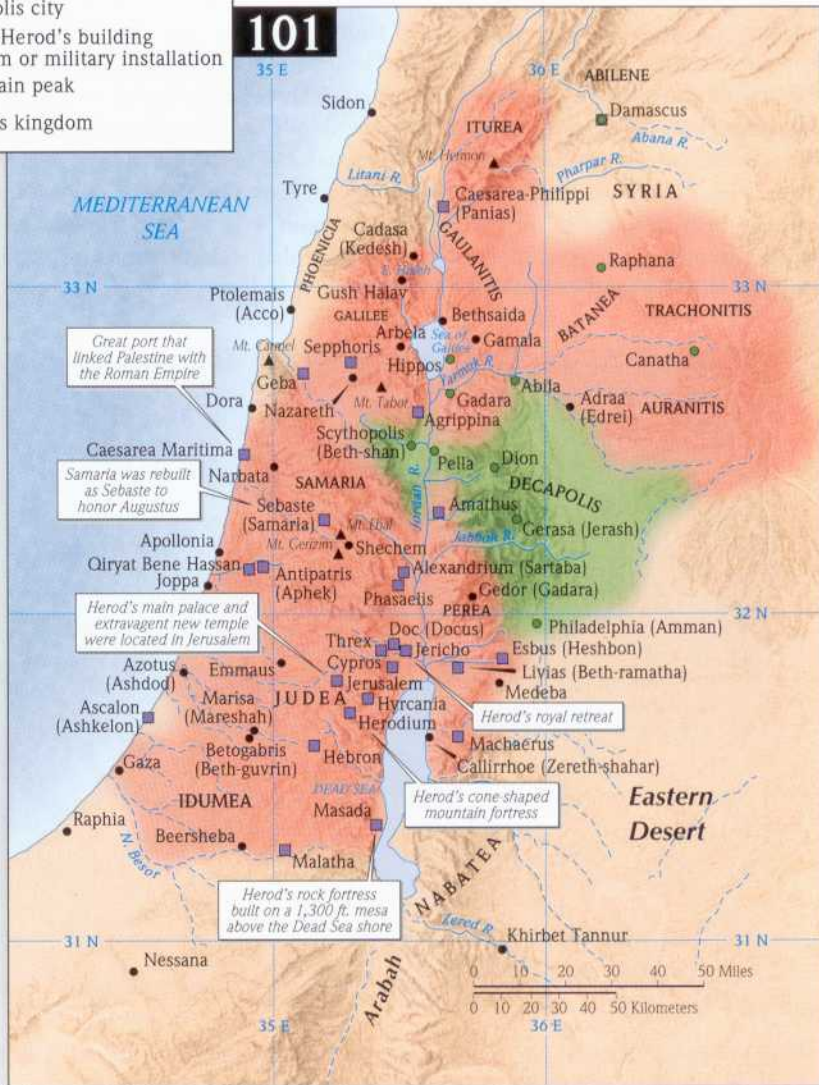 olis city
Herod's building
m or military installation
ain peak
s kingdom
101
35 E
36 E
ABILENE
Sidon
Damascus
ITUREA
Abana R.
Mt. Hermon
Litani R.
Pharpar R.
SYRIA
Tyre
MEDITERRANEAN
SEA
Caesarea-Philippi
(Panias)
PHOENICIA
Cadasa
(Kedesh)
GAULANITIS
Raphana
33 N
33 N
Gush Halav
Ptolemais
(Acco)
GALILEE
Bethsaida
BATANEA
TRACHONITIS
Great port that
linked Palestine with
the Roman Empire
Arbela
Sea of
Galilee
Gamala
Mt. Carmel
Sepphoris
Hippos
Canatha
Yarmuk R.
Geba
Abila
Mt. Tabor
Gadara
Adraa
(Edrei)
Dora
Nazareth
Agrippina
AURANITIS
Scythopolis
(Beth-shan)
Caesarea Maritima
Pella
Dion
Narbata
SAMARIA
DECAPOLIS
Samaria was rebuilt
as Sebaste to
honor Augustus
Jordan R.
Sebaste
(Samaria)
Amathus
Mt. Ebal
Gerasa (Jerash)
Jabbok R.
Apollonia
Mt. Gerizim
Shechem
Qiryat Bene Hassan
Alexandrium (Sartaba)
Joppa
Antipatris
(Aphek)
Phasaelis
Gedor (Gadara)
PEREA
32 N
Herod's main palace and
extravagent new temple
were located in Jerusalem
Doc (Docus)
Philadelphia (Amman)
Threx
Jericho
Esbus (Heshbon)
Azotus
(Ashdod)
Emmaus
Cypros
Livias (Beth-ramatha)
Jerusalem
Medeba
Marisa
(Mareshah)
JUDEA
Hyrcania
Ascalon
(Ashkelon)
Herod's royal retreat
Herodium
Betogabris
(Beth-guvrin)
Machaerus
Hebron
Callirrhoe (Zereth-shahar)
Gaza
DEAD SEA
IDUMEA
Herod's cone shaped
mountain fortress
Eastern
Desert
Masada
Raphia
Beersheba
N. Besor
Malatha
NABATEA
Herod's rock fortress
built on a 1,300 ft. mesa
above the Dead Sea shore
Zered R.
Khirbet Tannur
31 N
31 N
Nessana
Arabah
0 10 20 30 40 50 Miles
0 10 20 30 40 50 Kilometers
35 E
36 E